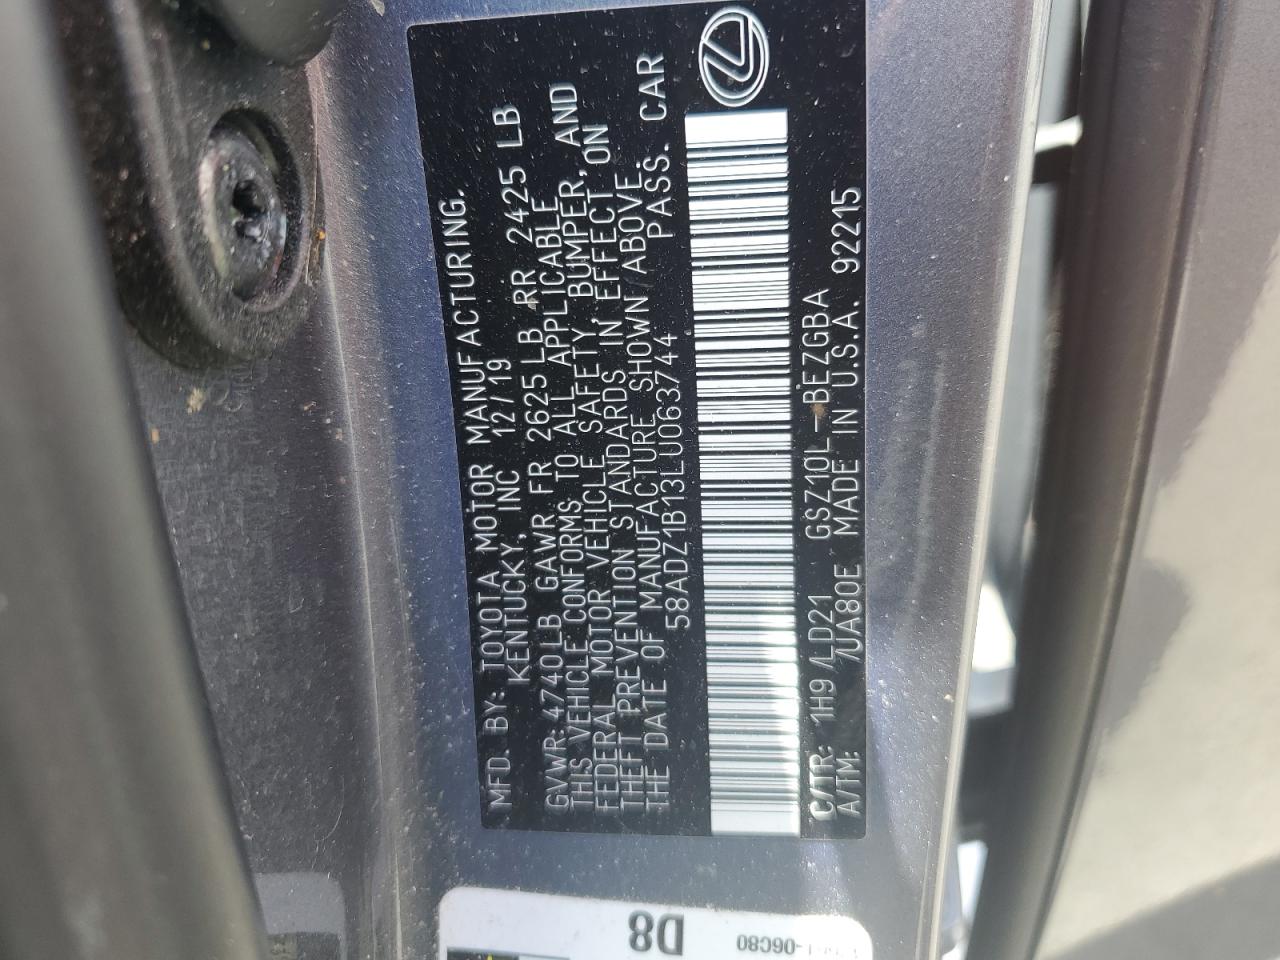 MFD. BY: TOYOTA MOTOR MANUFACTURING.
KENTUCKY, INC 12/19
GVWR: 4740LB GAWR FR 2625 LB RR 2425 LB
THIS VEHICLE CONFORMS TO ALL APPLICABLE
FEDERAL MOTOR VEHICLE SAFETY, BUMPER, AND
THEFT PREVENTION STANDARDS IN EFFECT ON
THE DATE OF MANUFACTURE SHOWN ABOVE.
58ADZ1B13LU063744 PASS. CAR
C/TR: 1H9 /LD21 GSZ10L-BEZGBA
A/TM: /UA80E MADE IN U.S.A. 92215
D8
-06C80